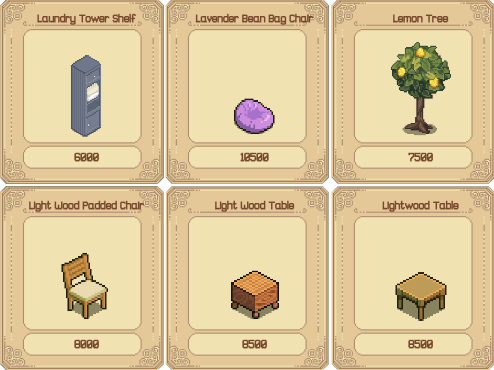 Laundry Tower Shelf
Lavender Bean Bag Chair
Lemon Tree
6000
10500
7500
Light Wood Padded Chair
Light Wood Table
Lightwood Table
8000
8500
8500